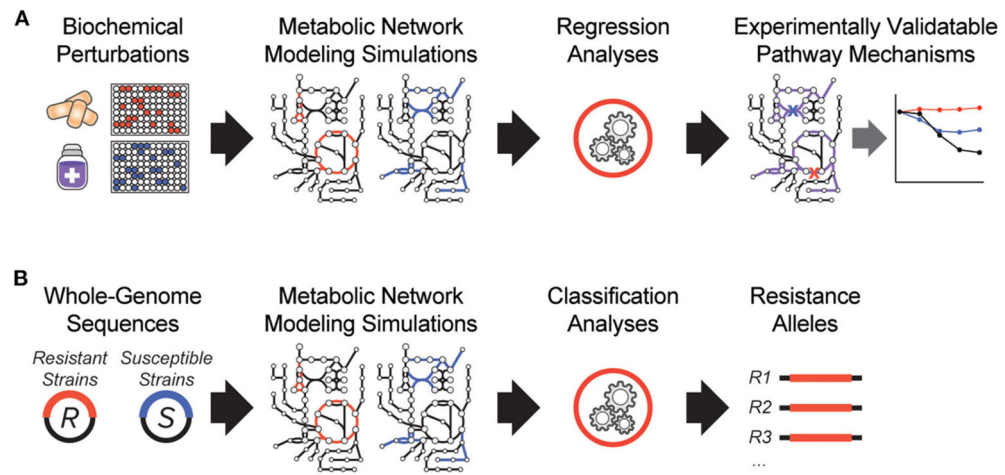 A
Biochemical
Perturbations
Metabolic Network
Modeling Simulations
Regression
Analyses
Experimentally Validatable
Pathway Mechanisms
B
Whole-Genome
Sequences
Resistant
Strains
Susceptible
Strains
R
S
Metabolic Network
Modeling Simulations
Classification
Analyses
Resistance
Alleles
R1
R2
R3
...